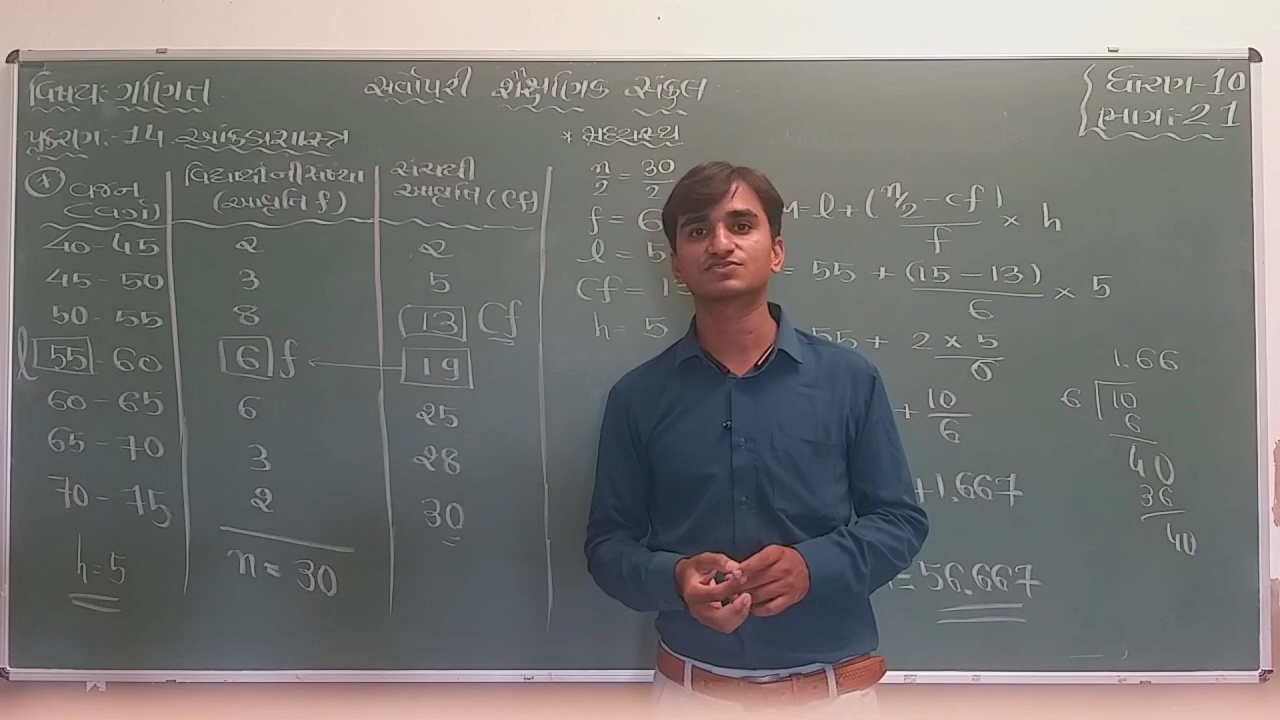 વિષય: ગણિત
સર્વોપરી શૈક્ષણિક સંકુલ
ધોરણ-10
ભાગ:-21
પ્રકરણ:-14 આંકડાશાસ્ત્ર
* મધ્યસ્થ
વજન (વર્ગ) વિદ્યાર્થીની સંખ્યા (આવૃત્તિ f) સંચયી આવૃત્તિ (cf)
40-45 2 2
45-50 3 5
50-55 8 13 Cf
l 55-60 6 f 19
60-65 6 25
65-70 3 28
70-75 2 30
h=5 n=30
n/2 = 30/2
f = 6
l = 5
Cf = 13
h = 5
M=l+(n/2-cf)/f × h
= 55 + (15-13)/6 × 5
55 + 2×5/6
+ 10/6
+1.667
= 56.667
1.66
6 10
6
40
36
40